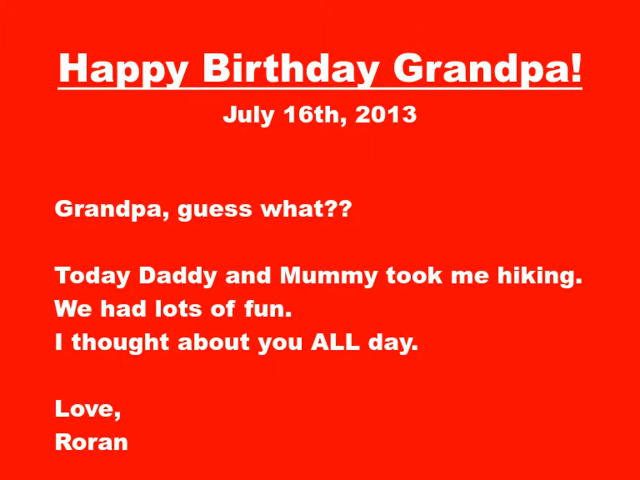 Happy Birthday Grandpa!
July 16th, 2013
Grandpa, guess what??
Today Daddy and Mummy took me hiking.
We had lots of fun.
I thought about you ALL day.
Love,
Roran